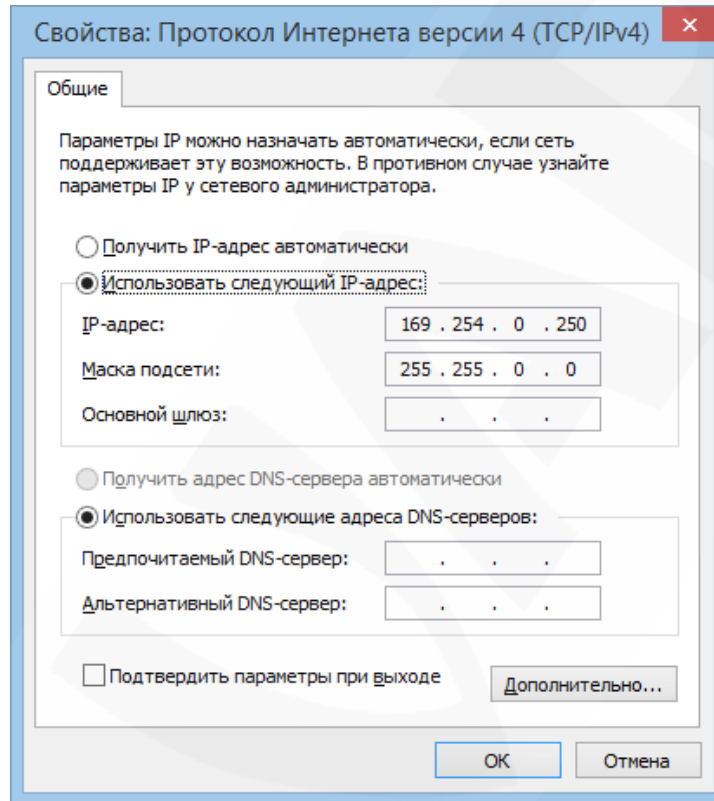 Свойства: Протокол Интернета версии 4 (TCP/IPv4)
Общие
Параметры IP можно назначать автоматически, если сеть
поддерживает эту возможность. В противном случае узнайте
параметры IP у сетевого администратора.
Получить IP-адрес автоматически
Использовать следующий IP-адрес:
IP-адрес: 169 . 254 . 0 . 250
Маска подсети: 255 . 255 . 0 . 0
Основной шлюз: . . .
Получить адрес DNS-сервера автоматически
Использовать следующие адреса DNS-серверов:
Предпочитаемый DNS-сервер: . . .
Альтернативный DNS-сервер: . . .
Подтвердить параметры при выходе
Дополнительно...
ОК Отмена